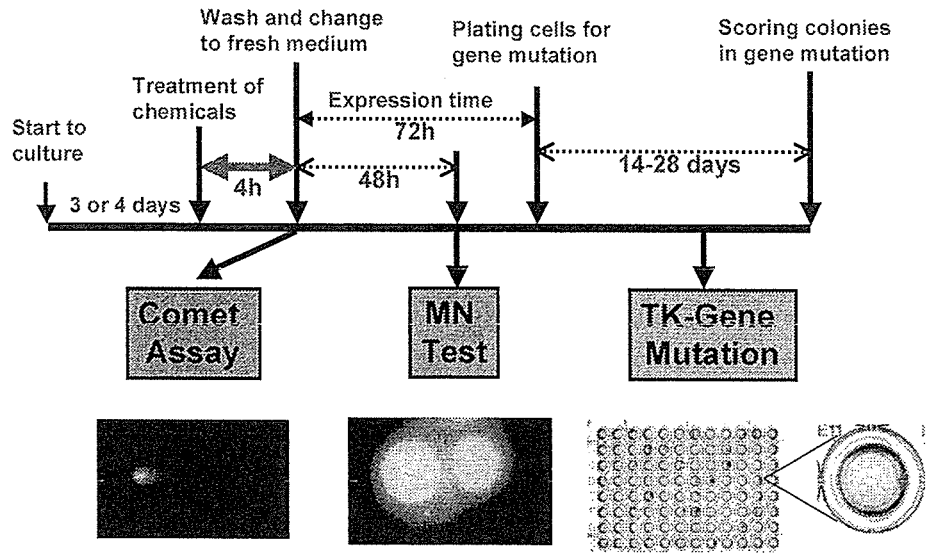 Wash and change
to fresh medium
Plating cells for
gene mutation
Scoring colonies
in gene mutation
Treatment of
chemicals
Expression time
72h
Start to
culture
4h
48h
14-28 days
3 or 4 days
Comet
Assay
MN
Test
TK-Gene
Mutation